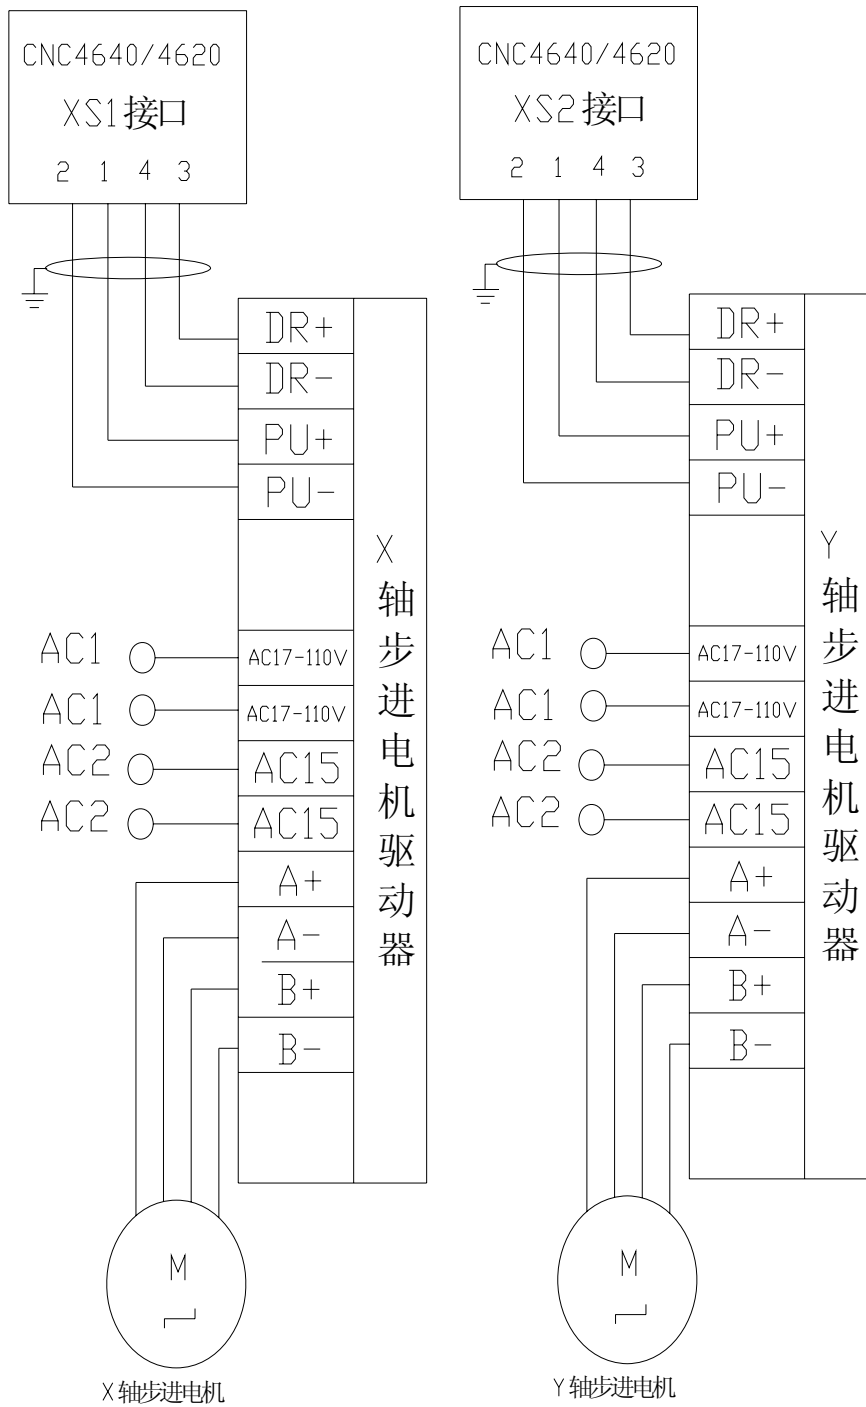 CNC4640/4620
XS1接口
2 1 4 3
DR+
DR-
PU+
PU-
AC1
AC17-110V
AC1
AC17-110V
AC2
AC15
AC2
AC15
A+
A-
B+
B-
X轴步进电机驱动器
M
X轴步进电机
CNC4640/4620
XS2接口
2 1 4 3
DR+
DR-
PU+
PU-
AC1
AC17-110V
AC1
AC17-110V
AC2
AC15
AC2
AC15
A+
A-
B+
B-
Y轴步进电机驱动器
M
Y轴步进电机